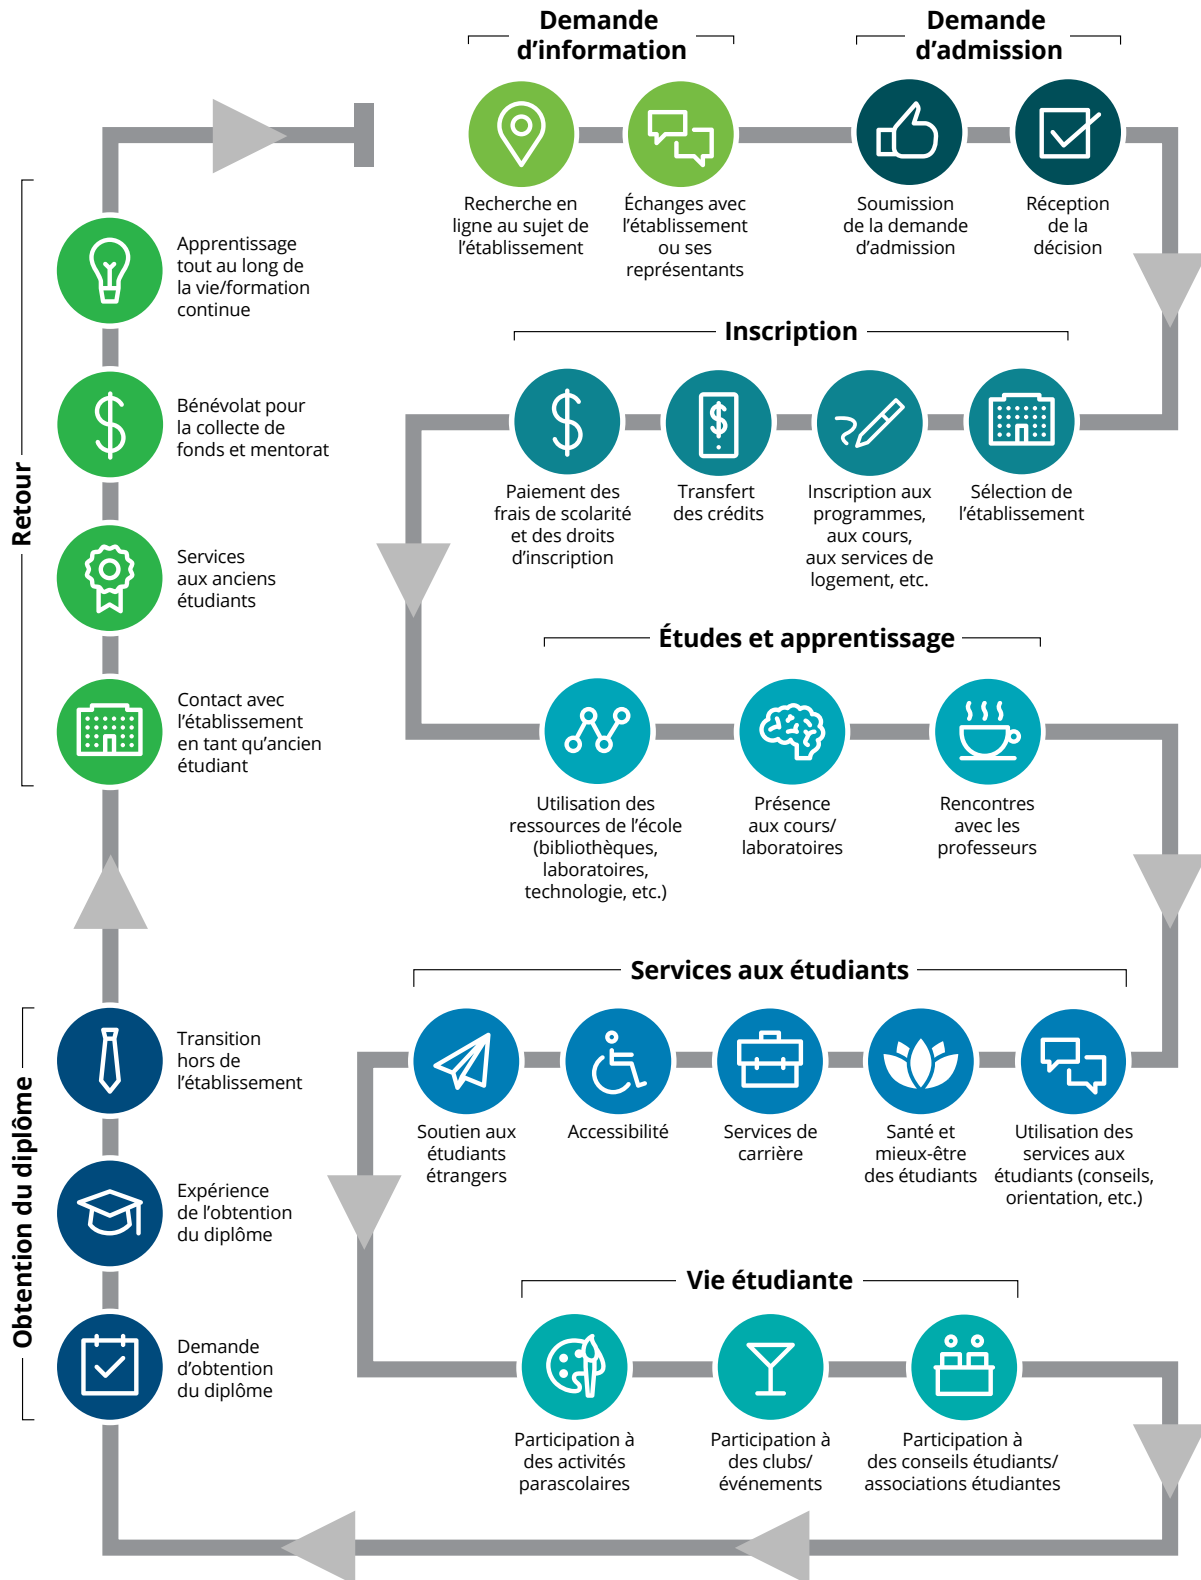 Demande
d'information
Recherche en
ligne au sujet de
l'établissement
Échanges avec
l'établissement
ou ses
représentants
Demande
d'admission
Soumission
de la demande
d'admission
Réception
de la
décision
Inscription
Paiement des
frais de scolarité
et des droits
d'inscription
Transfert
des crédits
Inscription aux
programmes,
aux cours,
aux services de
logement, etc.
Sélection de
l'établissement
Études et apprentissage
Utilisation des
ressources de l'école
(bibliothèques,
laboratoires,
technologie, etc.)
Présence
aux cours/
laboratoires
Rencontres
avec les
professeurs
Services aux étudiants
Soutien aux
étudiants
étrangers
Accessibilité
Services de
carrière
Santé et
mieux-être
des étudiants
Utilisation des
services aux
étudiants (conseils,
orientation, etc.)
Vie étudiante
Participation à
des activités
parascolaires
Participation à
des clubs/
événements
Participation à
des conseils étudiants/
associations étudiantes
Obtention du diplôme
Transition
hors de
l'établissement
Expérience
de l'obtention
du diplôme
Demande
d'obtention
du diplôme
Retour
Apprentissage
tout au long de
la vie/formation
continue
Bénévolat pour
la collecte de
fonds et mentorat
Services
aux anciens
étudiants
Contact avec
l'établissement
en tant qu'ancien
étudiant